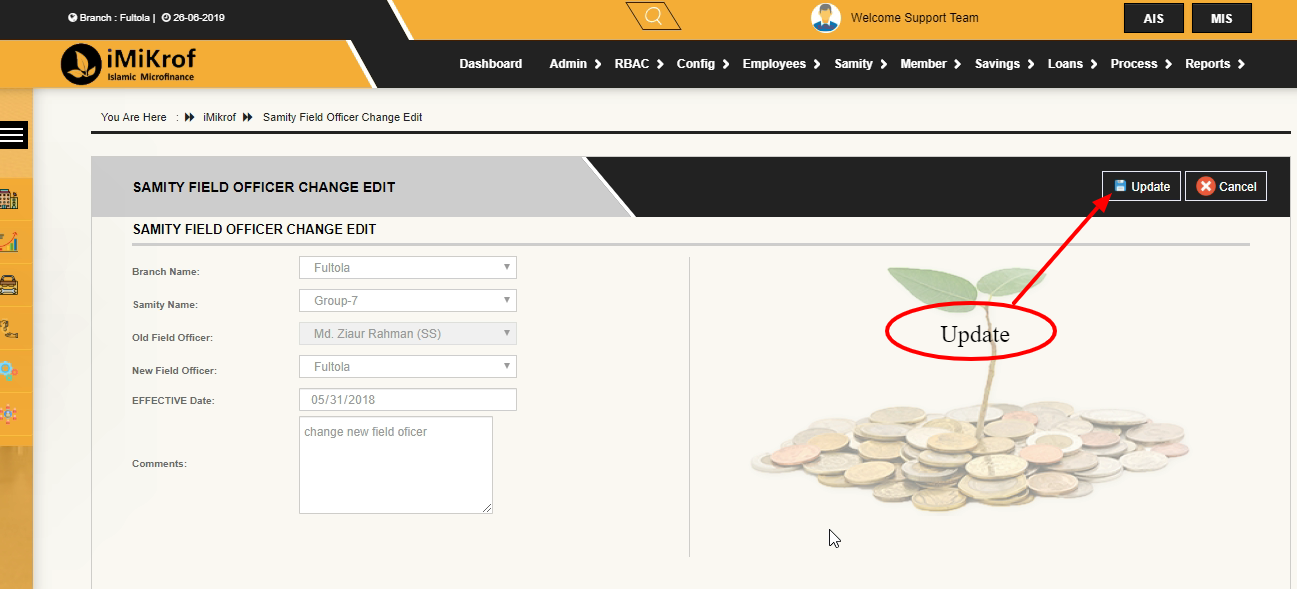 Branch : Fultola | 26-06-2019
Welcome Support Team
AIS
MIS
iMiKrof
Islamic Microfinance
Dashboard Admin RBAC Config Employees Samity Member Savings Loans Process Reports
You Are Here : iMikrof Samity Field Officer Change Edit
SAMITY FIELD OFFICER CHANGE EDIT
Update
Cancel
SAMITY FIELD OFFICER CHANGE EDIT
Branch Name: Fultola
Samity Name: Group-7
Old Field Officer: Md. Ziaur Rahman (SS)
New Field Officer: Fultola
EFFECTIVE Date: 05/31/2018
Comments: change new field oficer
Update